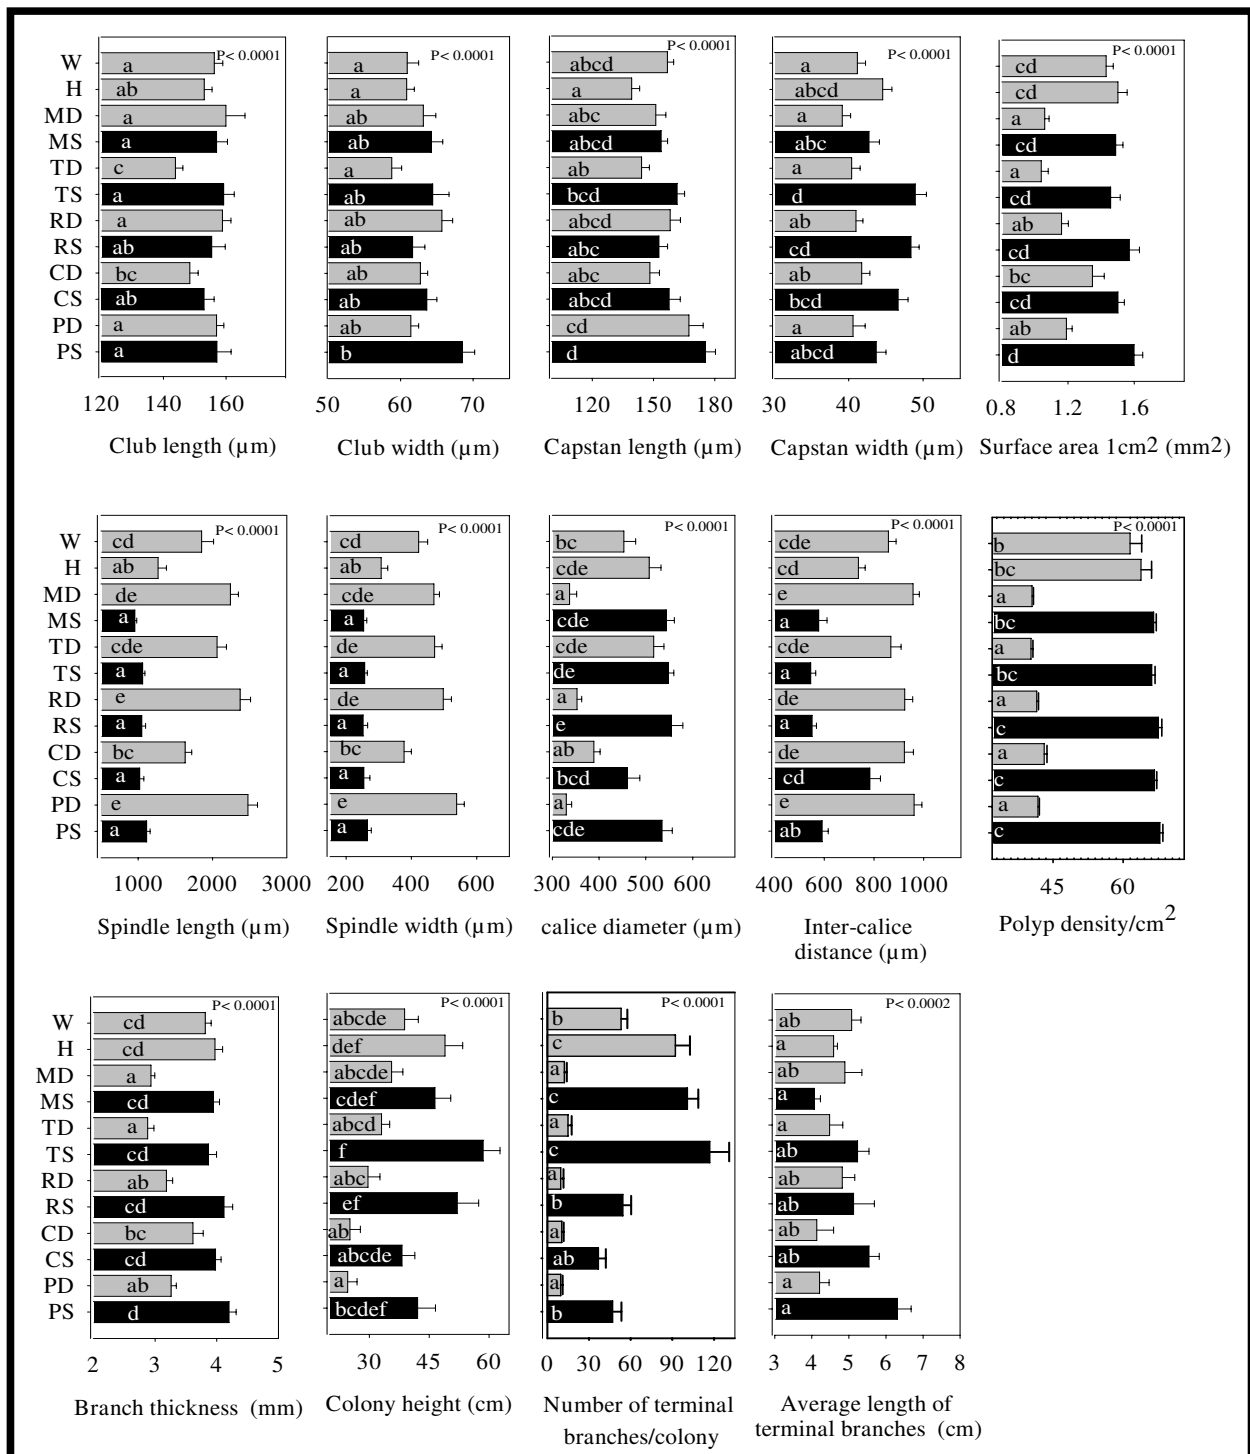 P< 0.0001 P< 0.0001 P< 0.0001 P< 0.0001 P< 0.0001
W a a abcd a cd
H ab a a abcd cd
MD a ab abc a a
MS a ab abcd abc cd
TD c a ab a a
TS a ab bcd d cd
RD a ab abcd ab ab
RS ab ab abc cd cd
CD bc ab abc ab bc
CS ab ab abcd bcd cd
PD a ab cd a ab
PS a b d abcd d
120 140 160 50 60 70 120 150 180 30 40 50 0.8 1.2 1.6
Club length (µm) Club width (µm) Capstan length (µm) Capstan width (µm) Surface area 1cm2 (mm2)
P< 0.0001 P< 0.0001 P< 0.0001 P< 0.0001 P< 0.0001
W cd cd bc cde b
H ab ab cde cd bc
MD de cde a e a
MS a a cde a bc
TD cde de cde cde a
TS a a de a bc
RD e de a de a
RS a a e a c
CD bc bc ab de a
CS a a bcd cd c
PD e e a e a
PS a a cde ab c
1000 2000 3000 200 400 600 300 400 500 600 400 600 800 1000 45 60
Spindle length (µm) Spindle width (µm) calice diameter (µm) Inter-calice Polyp density/cm2
distance (µm)
P< 0.0001 P< 0.0001 P< 0.0001 P< 0.0002
W cd abcde b ab
H cd def c a
MD a abcde a ab
MS cd cdef c a
TD a abcd a a
TS cd f c ab
RD ab abc a ab
RS cd ef b ab
CD bc ab a ab
CS cd abcde ab ab
PD ab a a a
PS d bcdef b a
2 3 4 5 30 45 60 0 30 60 90 120 3 4 5 6 7 8
Branch thickness (mm) Colony height (cm) Number of terminal Average length of
branches/colony terminal branches (cm)